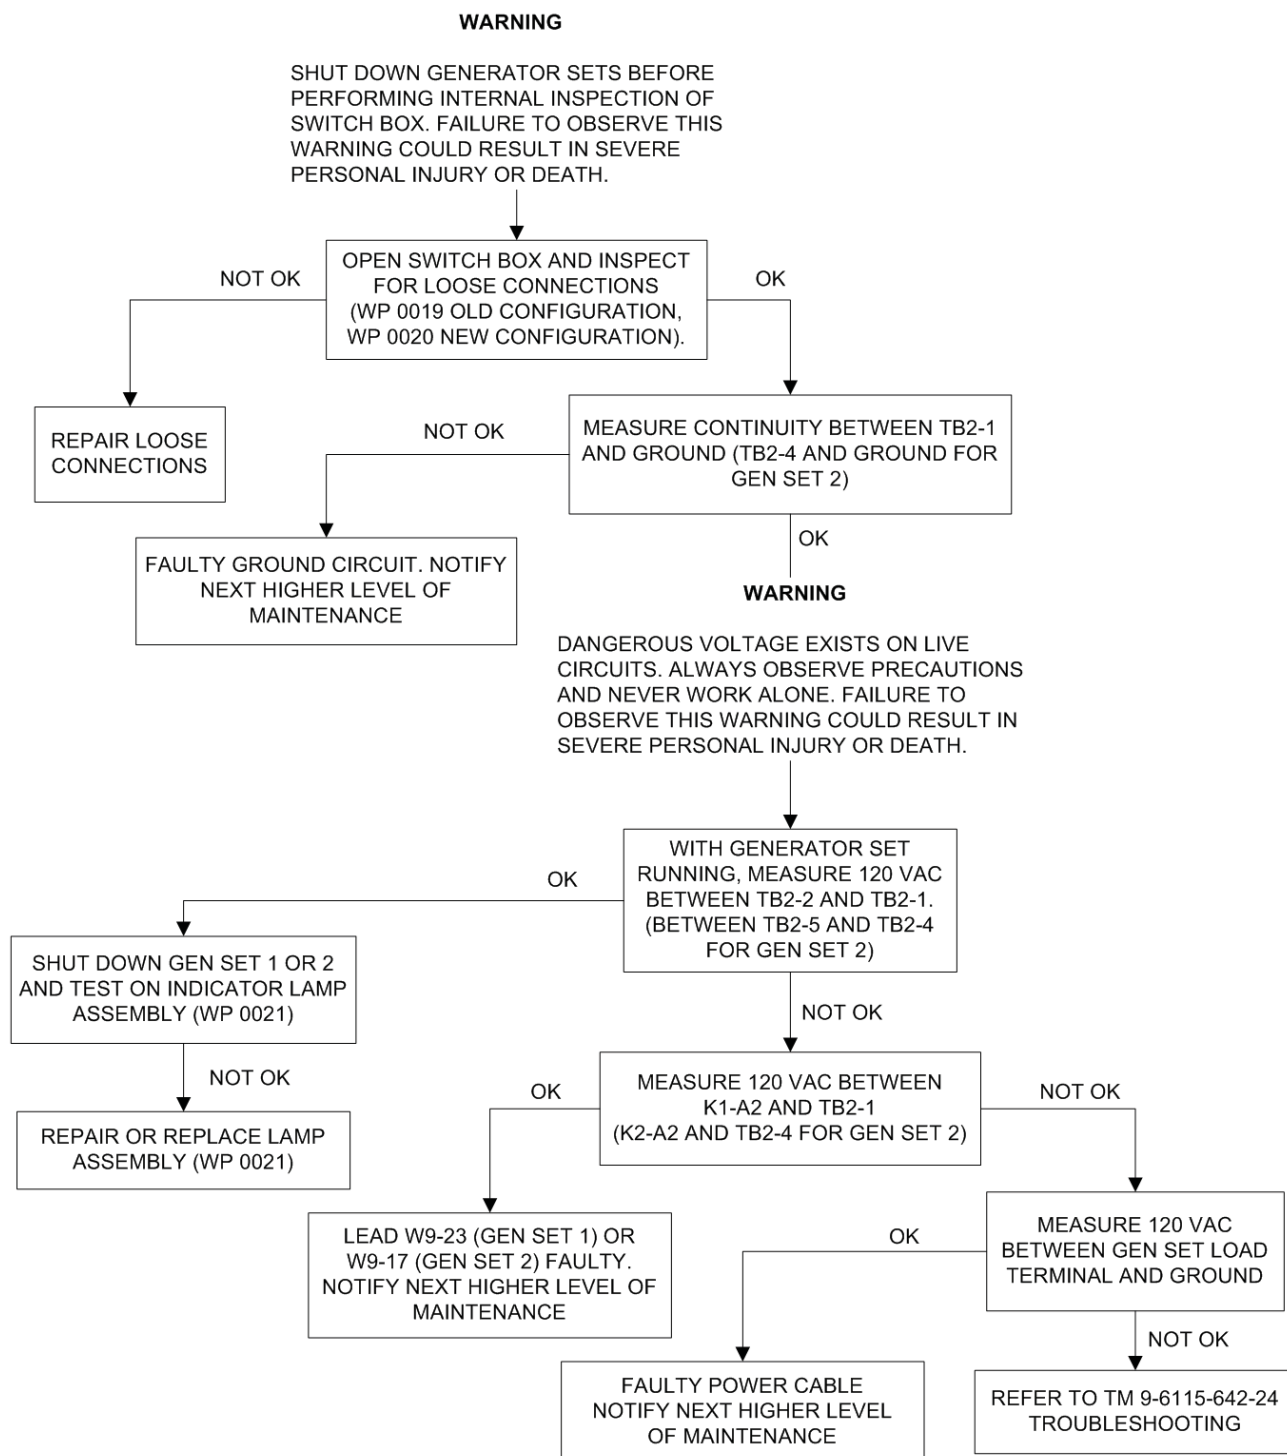 WARNING
SHUT DOWN GENERATOR SETS BEFORE
PERFORMING INTERNAL INSPECTION OF
SWITCH BOX. FAILURE TO OBSERVE THIS
WARNING COULD RESULT IN SEVERE
PERSONAL INJURY OR DEATH.
OPEN SWITCH BOX AND INSPECT
FOR LOOSE CONNECTIONS
(WP 0019 OLD CONFIGURATION,
WP 0020 NEW CONFIGURATION).
NOT OK
OK
REPAIR LOOSE
CONNECTIONS
MEASURE CONTINUITY BETWEEN TB2-1
AND GROUND (TB2-4 AND GROUND FOR
GEN SET 2)
NOT OK
OK
FAULTY GROUND CIRCUIT. NOTIFY
NEXT HIGHER LEVEL OF
MAINTENANCE
WARNING
DANGEROUS VOLTAGE EXISTS ON LIVE
CIRCUITS. ALWAYS OBSERVE PRECAUTIONS
AND NEVER WORK ALONE. FAILURE TO
OBSERVE THIS WARNING COULD RESULT IN
SEVERE PERSONAL INJURY OR DEATH.
WITH GENERATOR SET
RUNNING, MEASURE 120 VAC
BETWEEN TB2-2 AND TB2-1.
(BETWEEN TB2-5 AND TB2-4
FOR GEN SET 2)
OK
NOT OK
SHUT DOWN GEN SET 1 OR 2
AND TEST ON INDICATOR LAMP
ASSEMBLY (WP 0021)
NOT OK
REPAIR OR REPLACE LAMP
ASSEMBLY (WP 0021)
MEASURE 120 VAC BETWEEN
K1-A2 AND TB2-1
(K2-A2 AND TB2-4 FOR GEN SET 2)
OK
NOT OK
LEAD W9-23 (GEN SET 1) OR
W9-17 (GEN SET 2) FAULTY.
NOTIFY NEXT HIGHER LEVEL OF
MAINTENANCE
MEASURE 120 VAC
BETWEEN GEN SET LOAD
TERMINAL AND GROUND
OK
NOT OK
FAULTY POWER CABLE
NOTIFY NEXT HIGHER LEVEL
OF MAINTENANCE
REFER TO TM 9-6115-642-24
TROUBLESHOOTING